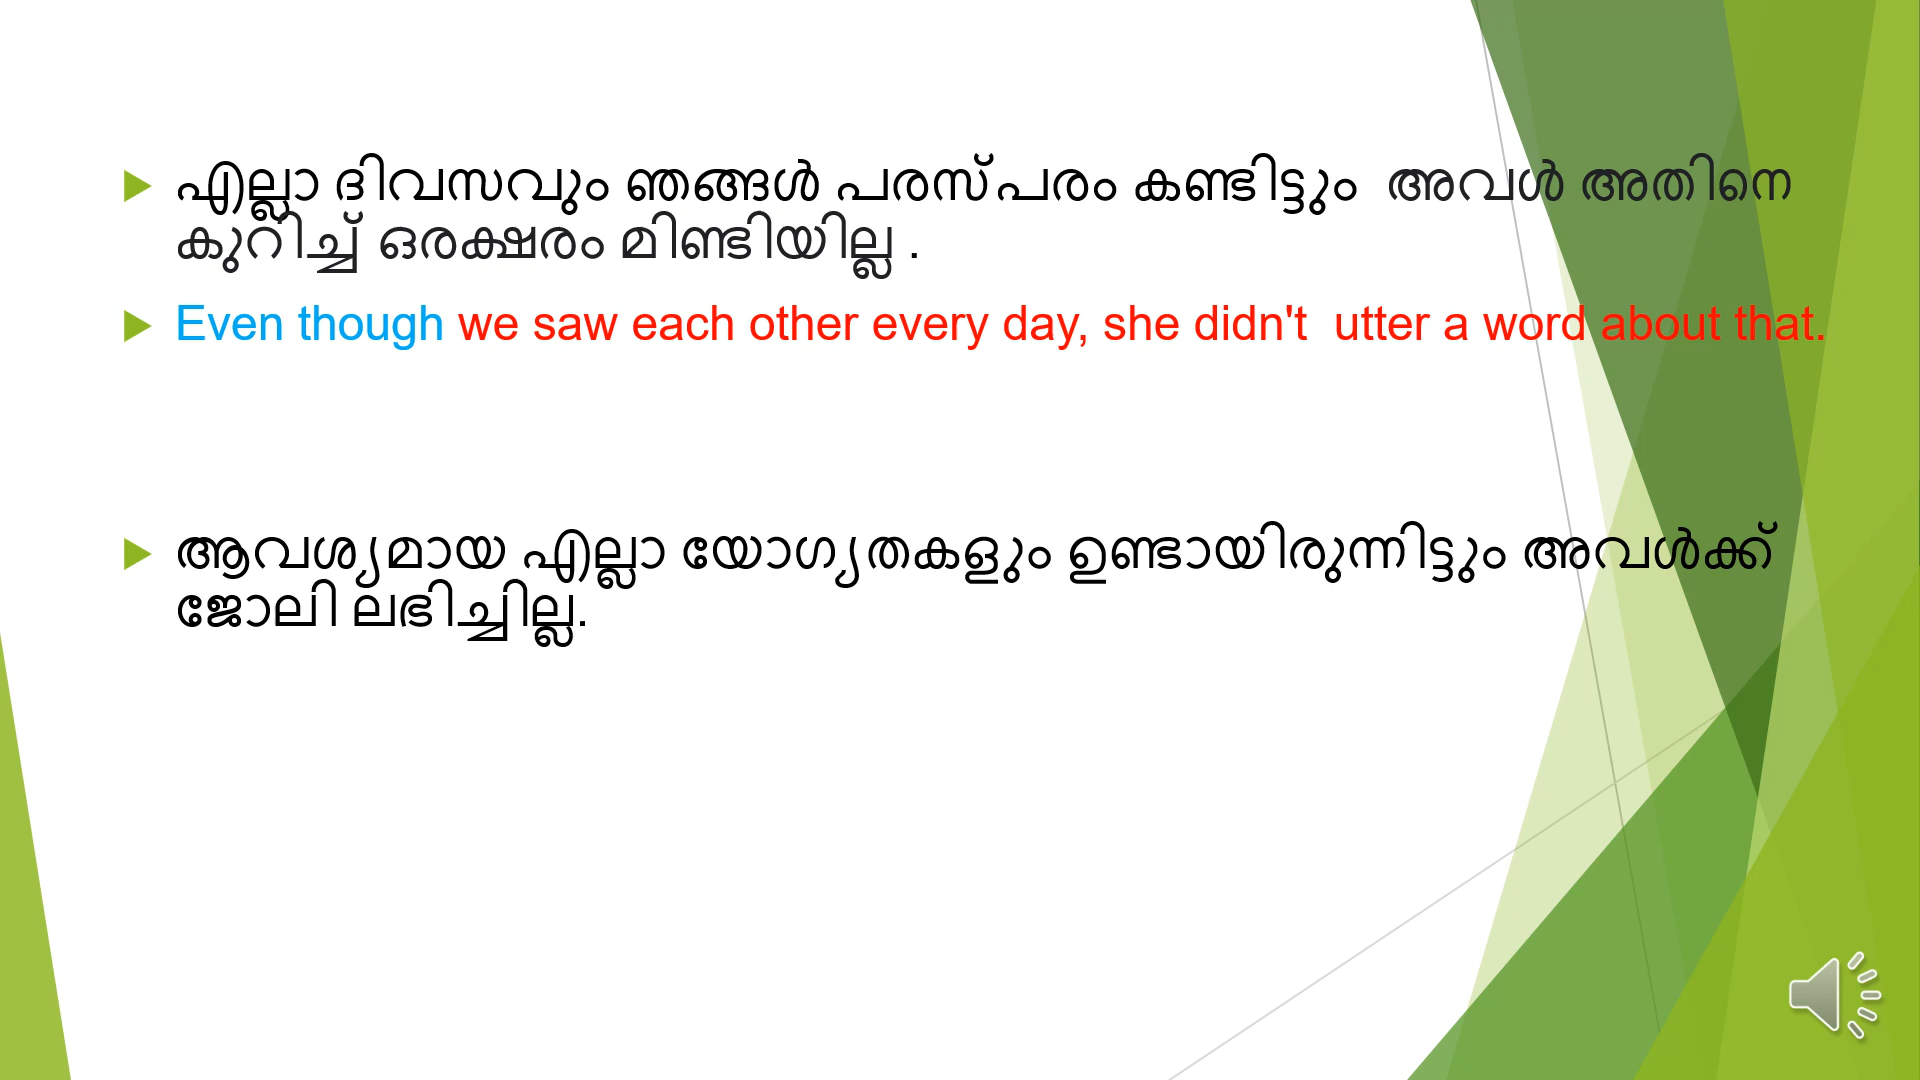 എല്ലാ ദിവസവും ഞങ്ങൾ പരസ്പരം കണ്ടിട്ടും  അവൾ അതിനെ
കുറിച്ച് ഒരക്ഷരം മിണ്ടിയില്ല .
Even though we saw each other every day, she didn't  utter a word about that.
ആവശ്യമായ എല്ലാ യോഗ്യതകളും ഉണ്ടായിരുന്നിട്ടും അവൾക്ക്
ജോലി ലഭിച്ചില്ല.